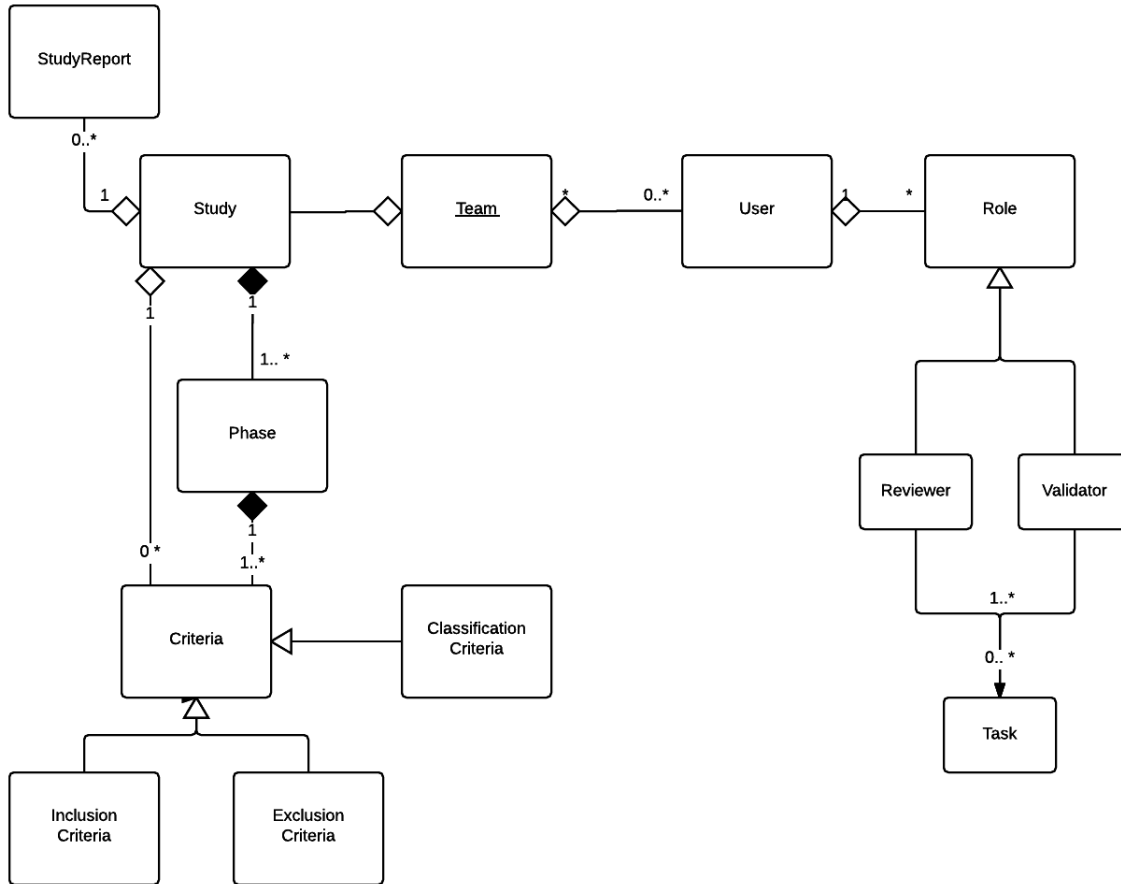 StudyReport
0..*
1
Study
Team
*
0..*
User
1
*
Role
1
1
1.. *
Phase
Reviewer
Validator
1
0 *
1..*
1..*
Criteria
Classification
Criteria
0.. *
Task
Inclusion
Criteria
Exclusion
Criteria